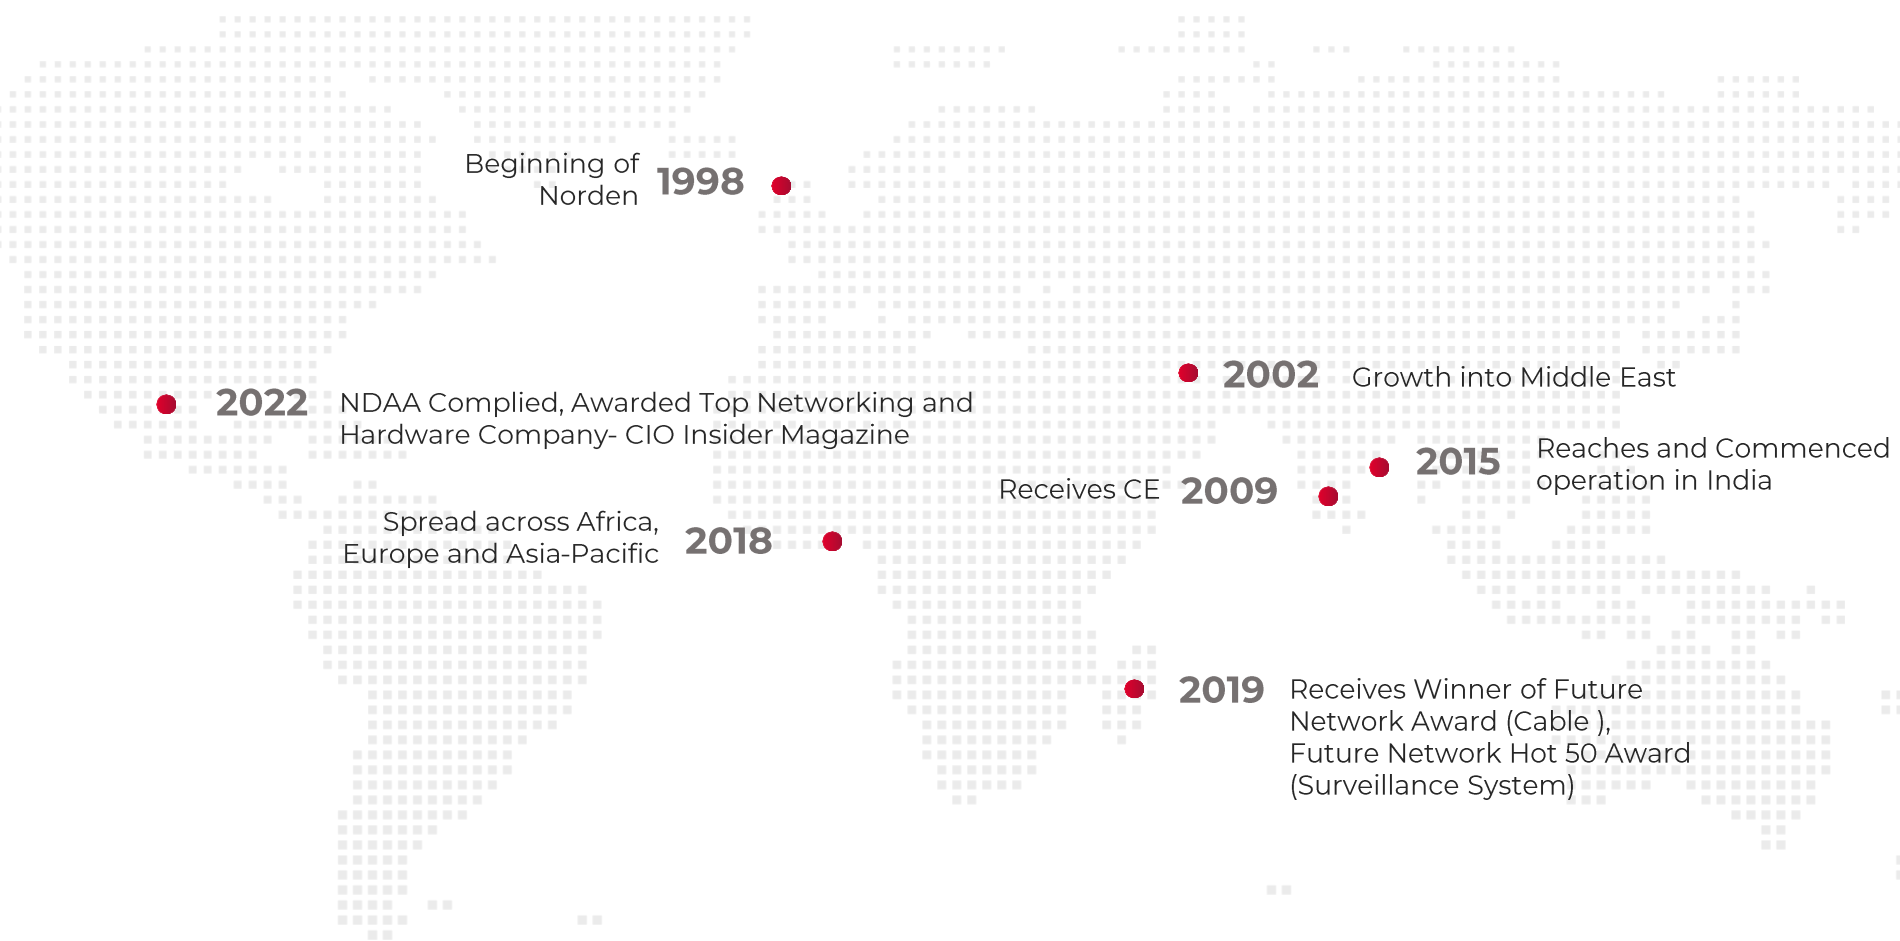 Beginning of
Norden
1998
2002
Growth into Middle East
2022
NDAA Complied, Awarded Top Networking and
Hardware Company- CIO Insider Magazine
2015
Reaches and Commenced
operation in India
Receives CE
2009
Spread across Africa,
Europe and Asia-Pacific
2018
2019
Receives Winner of Future
Network Award (Cable ),
Future Network Hot 50 Award
(Surveillance System)